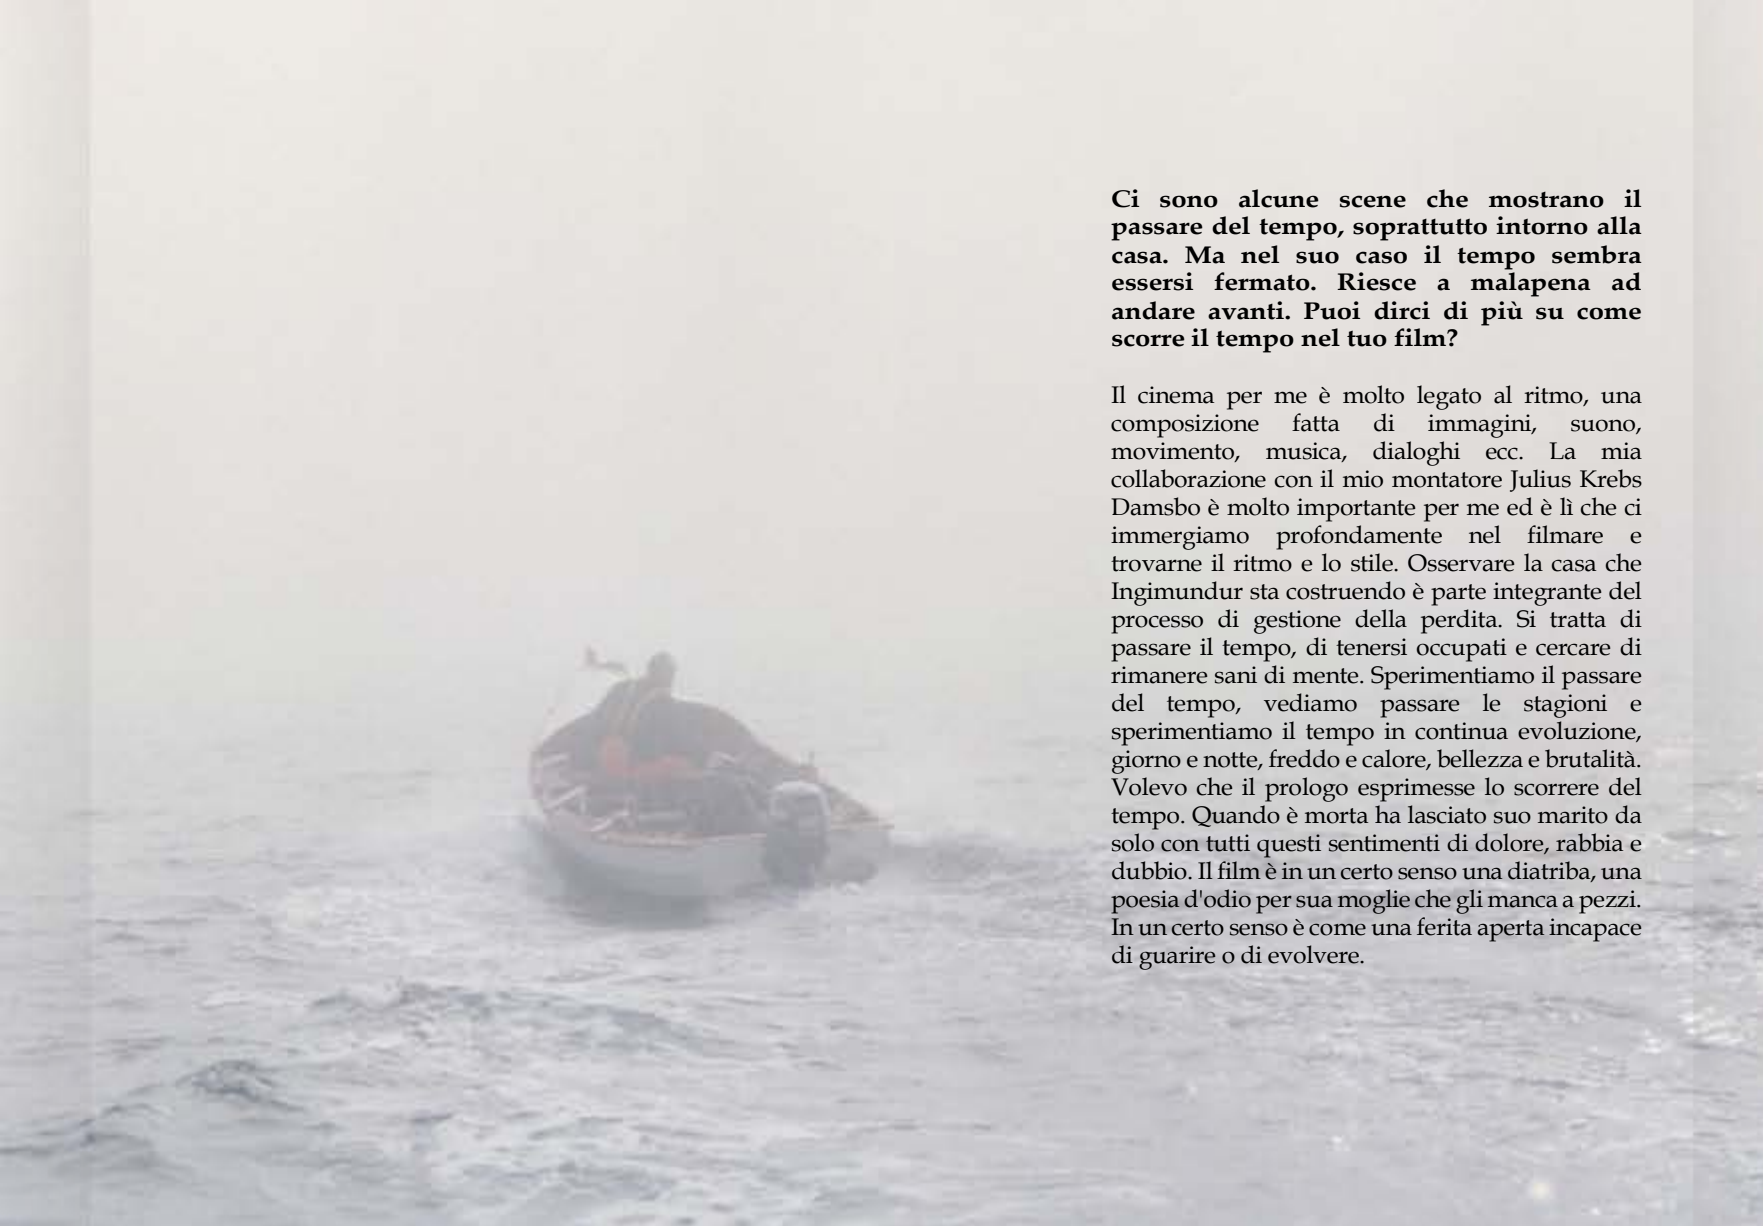 Ci sono alcune scene che mostrano il
passare del tempo, soprattutto intorno alla
casa. Ma nel suo caso il tempo sembra
essersi fermato. Riesce a malapena ad
andare avanti. Puoi dirci di più su come
scorre il tempo nel tuo film?
Il cinema per me è molto legato al ritmo, una
composizione fatta di immagini, suono,
movimento, musica, dialoghi ecc. La mia
collaborazione con il mio montatore Julius Krebs
Damsbo è molto importante per me ed è lì che ci
immergiamo profondamente nel filmare e
trovarne il ritmo e lo stile. Osservare la casa che
Ingimundur sta costruendo è parte integrante del
processo di gestione della perdita. Si tratta di
passare il tempo, di tenersi occupati e cercare di
rimanere sani di mente. Sperimentiamo il passare
del tempo, vediamo passare le stagioni e
sperimentiamo il tempo in continua evoluzione,
giorno e notte, freddo e calore, bellezza e brutalità.
Volevo che il prologo esprimesse lo scorrere del
tempo. Quando è morta ha lasciato suo marito da
solo con tutti questi sentimenti di dolore, rabbia e
dubbio. Il film è in un certo senso una diatriba, una
poesia d'odio per sua moglie che gli manca a pezzi.
In un certo senso è come una ferita aperta incapace
di guarire o di evolvere.